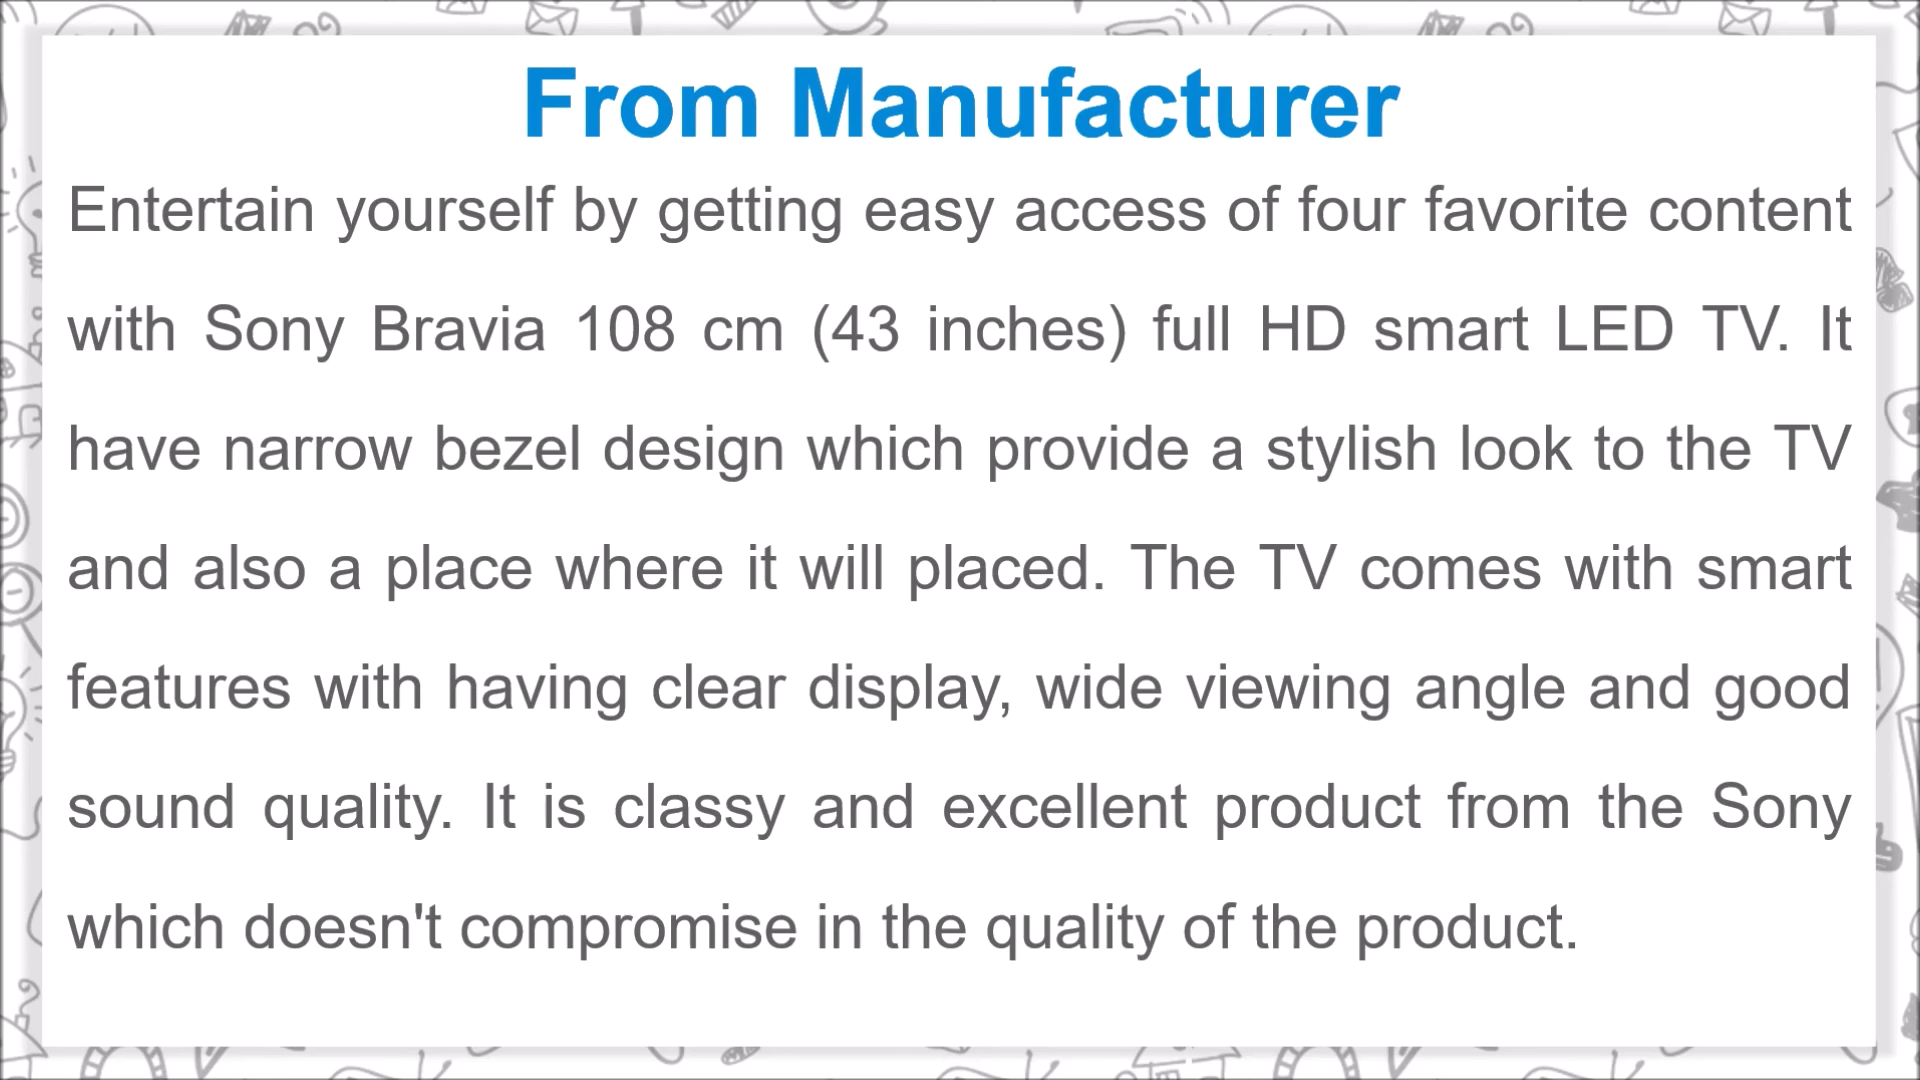 From Manufacturer
Entertain yourself by getting easy access of four favorite content
with Sony Bravia 108 cm (43 inches) full HD smart LED TV. It
have narrow bezel design which provide a stylish look to the TV
and also a place where it will placed. The TV comes with smart
features with having clear display, wide viewing angle and good
sound quality. It is classy and excellent product from the Sony
which doesn't compromise in the quality of the product.